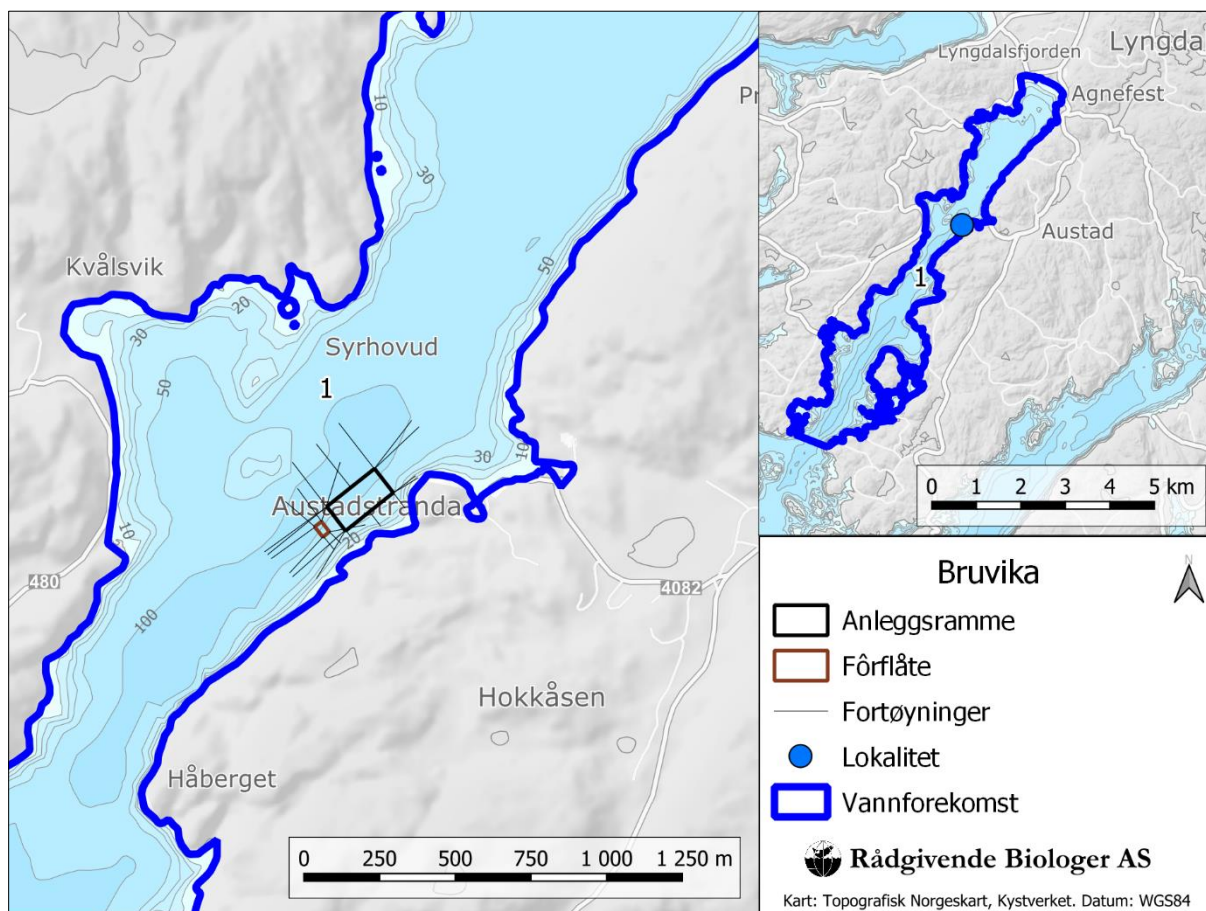 10
30
Kvålsvik
20
30
50
50
Syrhovud
1
30
10
Austadstranda
20
10
480
100
4082
Hokkåsen
Håberget
0 250 500 750 1 000 1 250 m
Pr
Lyngdalsfjorden
Lyngda
Agnefest
Austad
1
0 1 2 3 4 5 km
Bruvika
N
Anleggsramme
Fôrflåte
Fortøyninger
Lokalitet
Vannforekomst
Rådgivende Biologer AS
Kart: Topografisk Norgeskart, Kystverket. Datum: WGS84